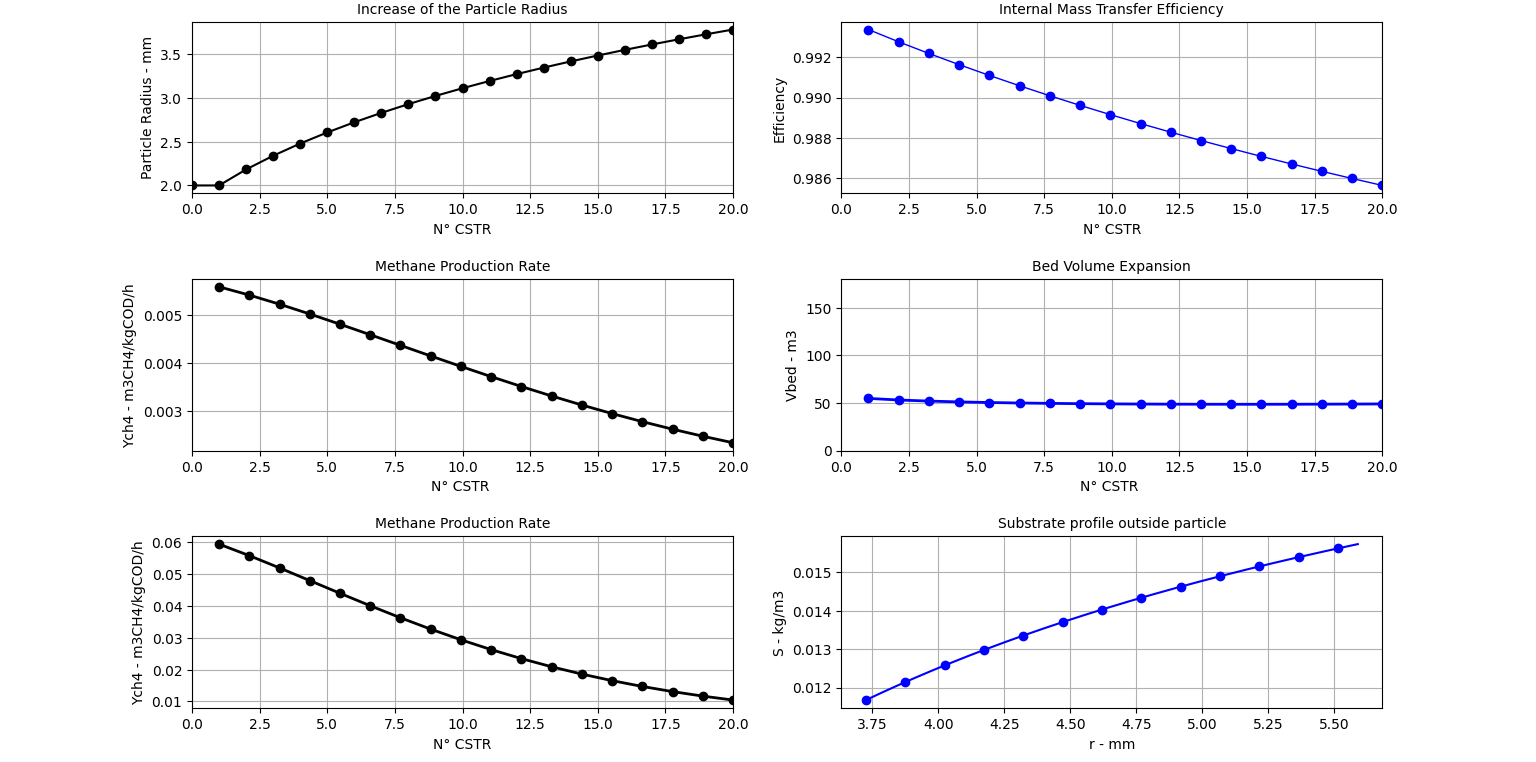 Increase of the Particle Radius
Particle Radius - mm
3.5
3.0
2.5
2.0
0.0 2.5 5.0 7.5 10.0 12.5 15.0 17.5 20.0
N° CSTR
Internal Mass Transfer Efficiency
Efficiency
0.992
0.990
0.988
0.986
0.0 2.5 5.0 7.5 10.0 12.5 15.0 17.5 20.0
N° CSTR
Methane Production Rate
Ych4 - m3CH4/kgCOD/h
0.005
0.004
0.003
0.0 2.5 5.0 7.5 10.0 12.5 15.0 17.5 20.0
N° CSTR
Bed Volume Expansion
Vbed - m3
150
100
50
0
0.0 2.5 5.0 7.5 10.0 12.5 15.0 17.5 20.0
N° CSTR
Methane Production Rate
Ych4 - m3CH4/kgCOD/h
0.06
0.05
0.04
0.03
0.02
0.01
0.0 2.5 5.0 7.5 10.0 12.5 15.0 17.5 20.0
N° CSTR
Substrate profile outside particle
S - kg/m3
0.015
0.014
0.013
0.012
3.75 4.00 4.25 4.50 4.75 5.00 5.25 5.50
r - mm